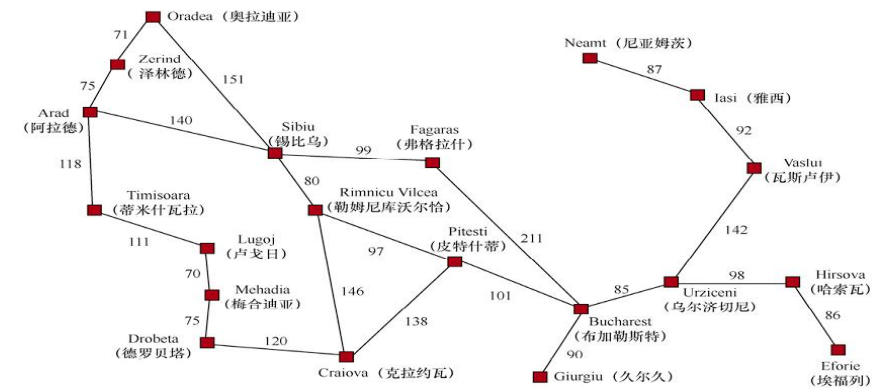 Oradea（奥拉迪亚）
71
Zerind
（ 泽林德）
75
151
Arad
（阿拉德）
140
118
Sibiu
（锡比乌）
99
Fagaras
（弗格拉什）
80
Timisoara
（蒂米什瓦拉）
111
Rimnicu Vilcea
（勒姆尼库沃尔恰）
Lugoj
（卢戈日）
97
Pitesti
（皮特什蒂）
211
70
146
Mehadia
（梅合迪亚）
75
138
101
Drobeta
（德罗贝塔）
120
Craiova（克拉约瓦）
Neamt（尼亚姆茨）
87
Iasi（雅西）
92
Vaslui
（瓦斯卢伊）
142
85
98
Hirsova
（哈索瓦）
Urziceni
（乌尔济切尼）
86
Bucharest
（布加勒斯特）
90
Giurgiu（久尔久）
Eforie
（埃福列）